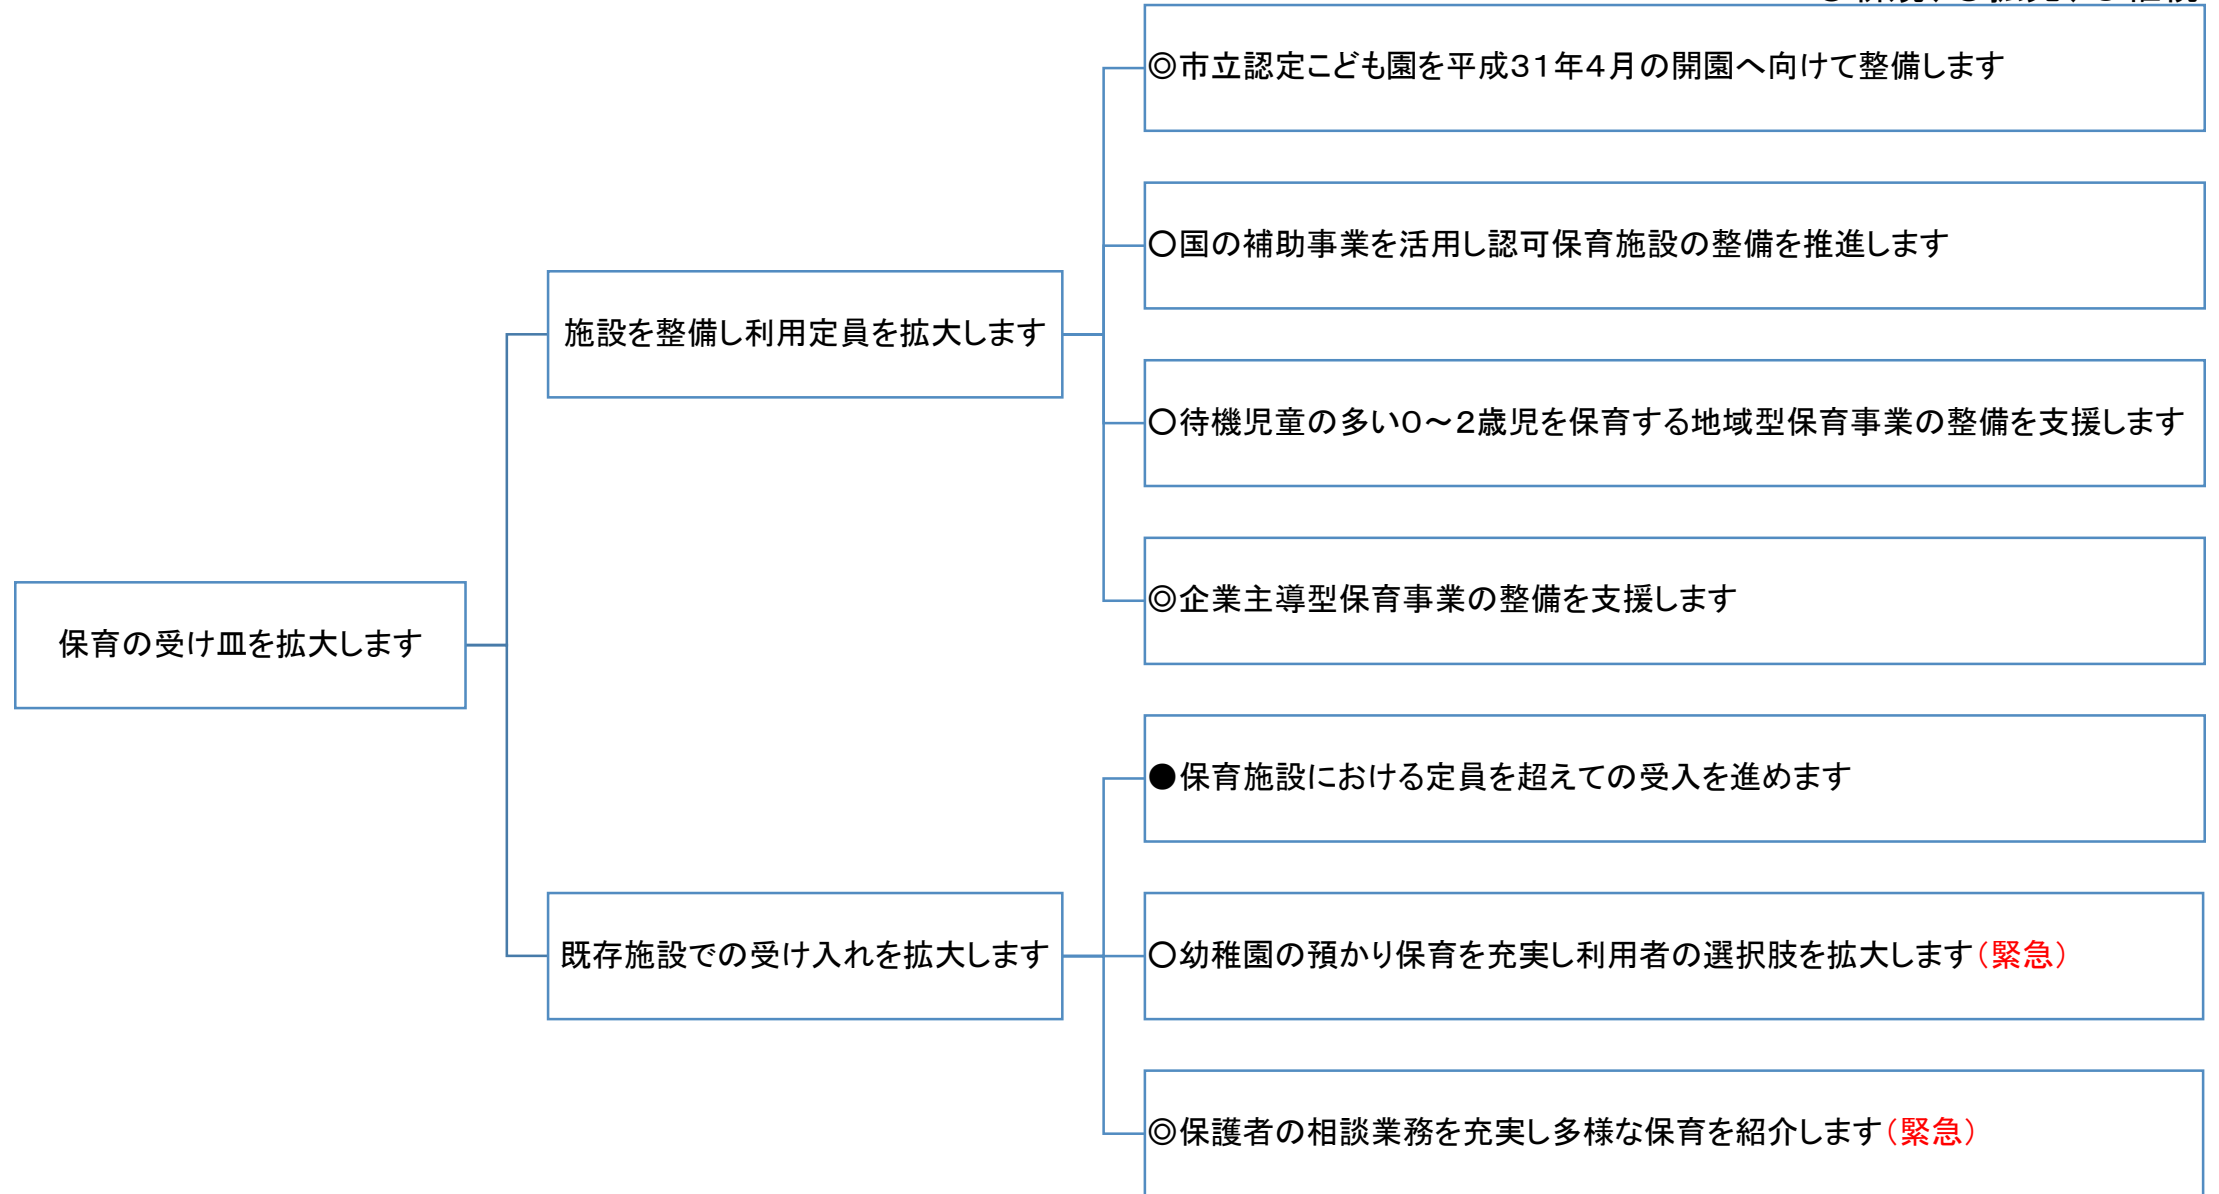 ◎市立認定こども園を平成３１年４月の開園へ向けて整備します
〇国の補助事業を活用し認可保育施設の整備を推進します
施設を整備し利用定員を拡大します
〇待機児童の多い０～２歳児を保育する地域型保育事業の整備を支援します
◎企業主導型保育事業の整備を支援します
保育の受け皿を拡大します
●保育施設における定員を超えての受入を進めます
既存施設での受け入れを拡大します
〇幼稚園の預かり保育を充実し利用者の選択肢を拡大します（緊急）
◎保護者の相談業務を充実し多様な保育を紹介します（緊急）